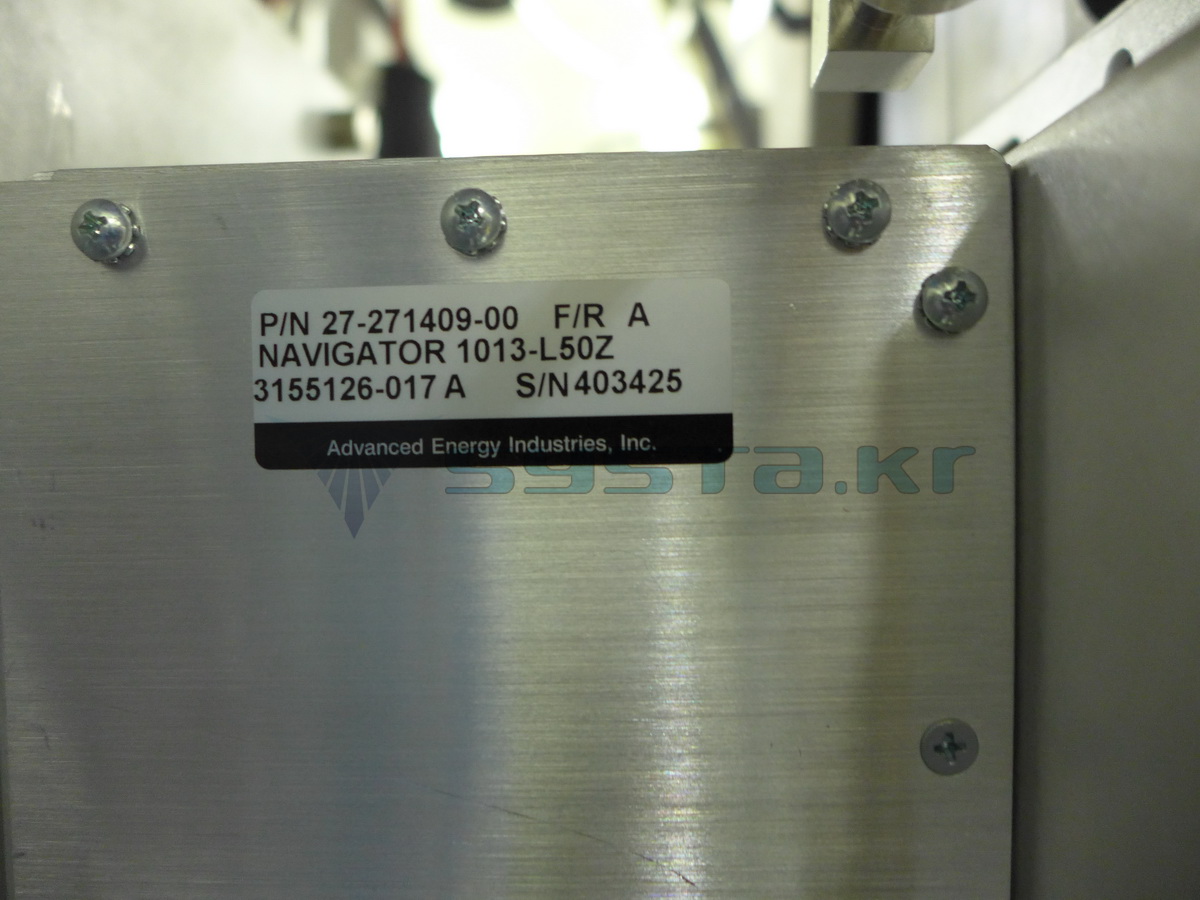 P/N 27-271409-00 F/R A
NAVIGATOR 1013-L50Z
3155126-017 A S/N 403425
Advanced Energy Industries, Inc.
systa.kr